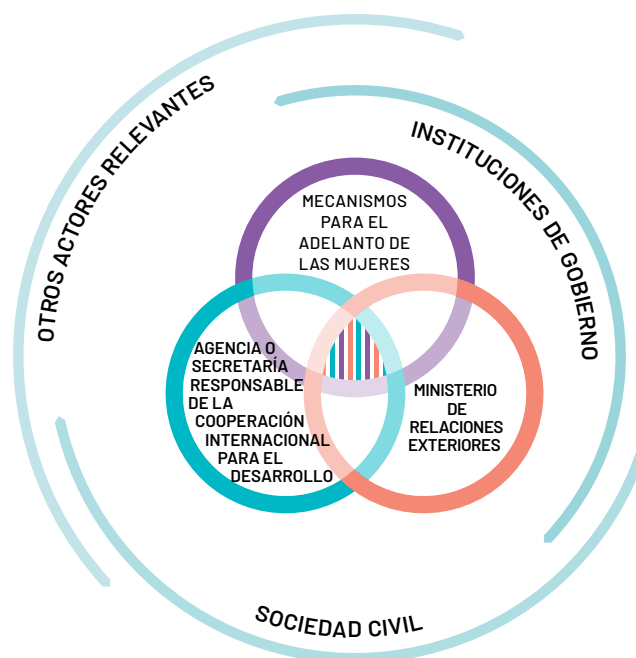 OTROS ACTORES RELEVANTES
INSTITUCIONES DE GOBIERNO
MECANISMOS
PARA EL
ADELANTO DE
LAS MUJERES
AGENCIA O
SECRETARÍA
RESPONSABLE
DE LA
COOPERACIÓN
INTERNACIONAL
PARA EL
DESARROLLO
MINISTERIO
DE
RELACIONES
EXTERIORES
SOCIEDAD CIVIL